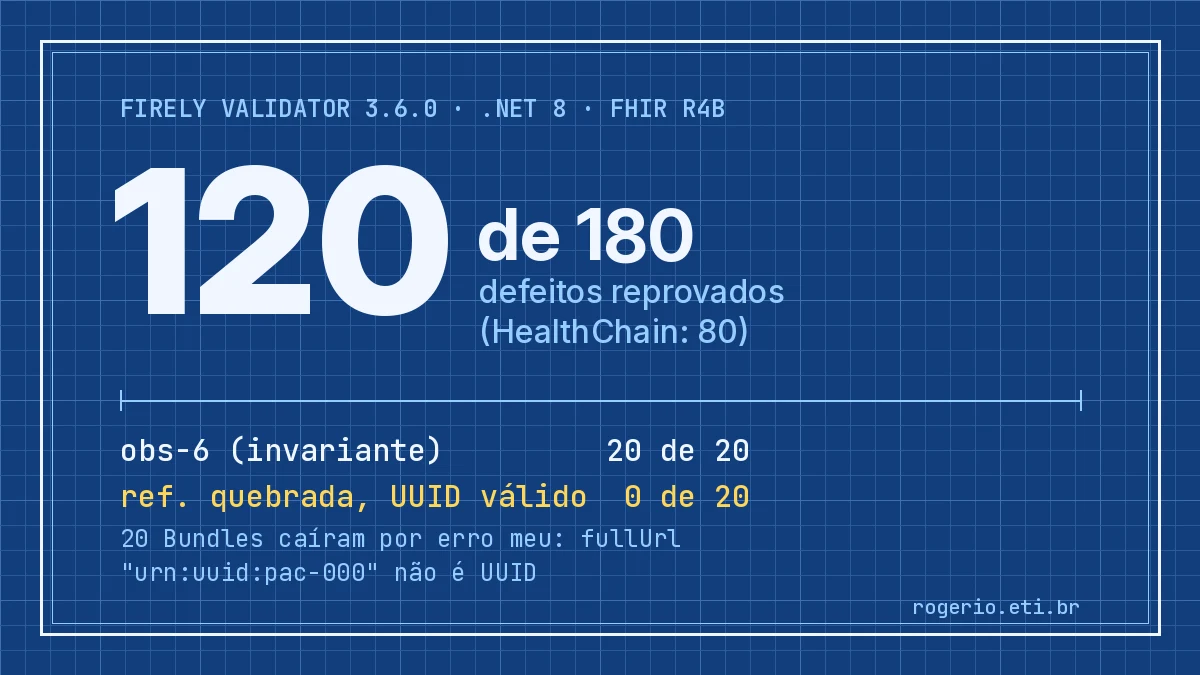 FIRELY VALIDATOR 3.6.0 · .NET 8 · FHIR R4B
120 de 180
defeitos reprovados
(HealthChain: 80)
obs-6 (invariante) 20 de 20
ref. quebrada, UUID válido 0 de 20
20 Bundles caíram por erro meu: fullUrl
"urn:uuid:pac-000" não é UUID
rogerio.eti.br